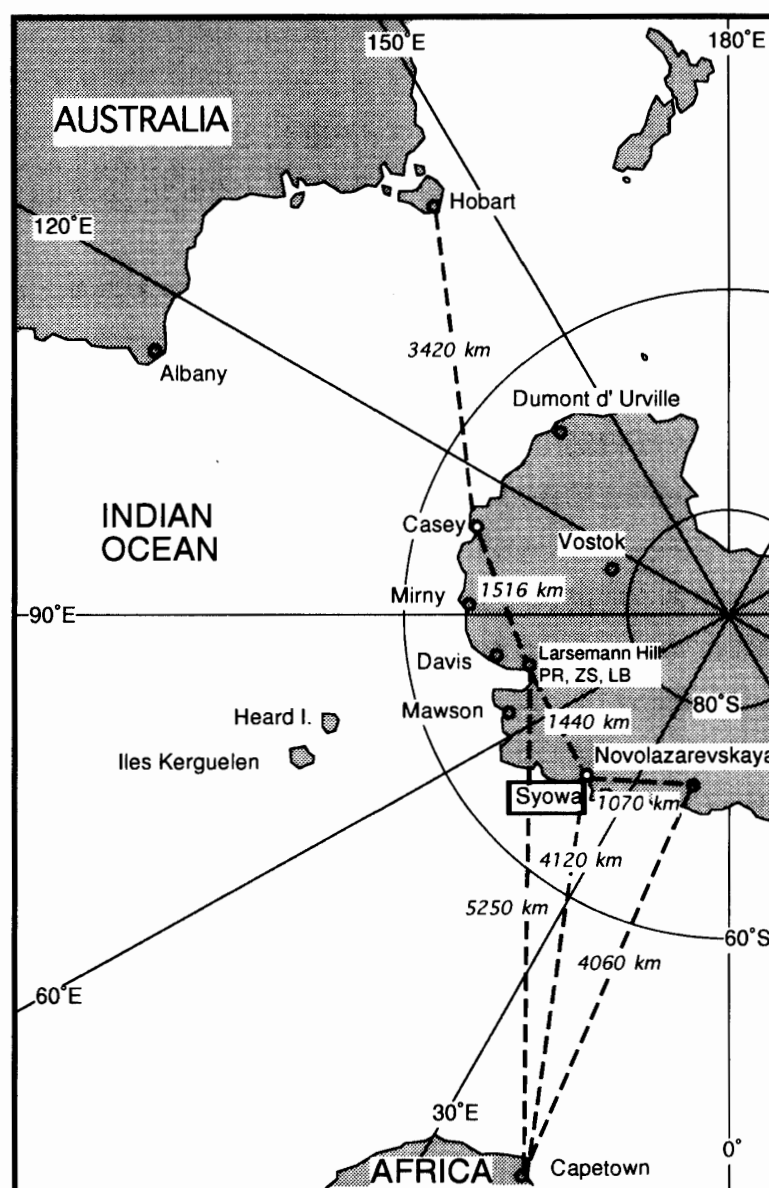 150°E
180°E
AUSTRALIA
Hobart
120°E
3420 km
Albany
Dumont d' Urville
INDIAN
OCEAN
Casey
Vostok
Mirny
1516 km
90°E
Davis
Larsemann Hill
PR, ZS, LB
Mawson
80°S
Heard I.
1440 km
Iles Kerguelen
Novolazarevskaya
Syowa
1070 km
4120 km
5250 km
60°S
4060 km
60°E
30°E
0°
AFRICA
Capetown